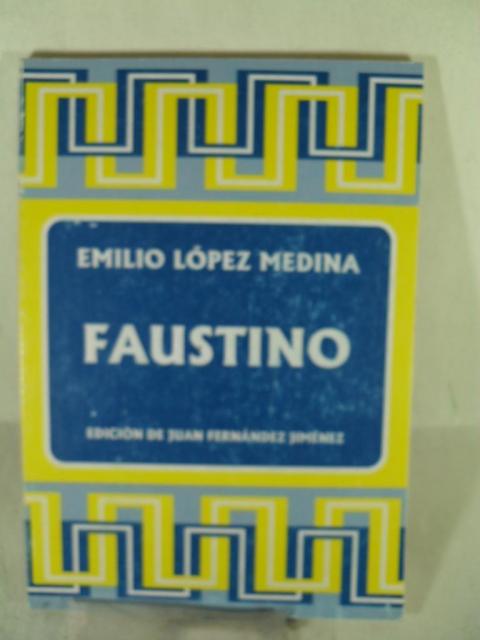 EMILIO LÓPEZ MEDINA
FAUSTINO
EDICIÓN DE JUAN FERNÁNDEZ JIMÉNEZ